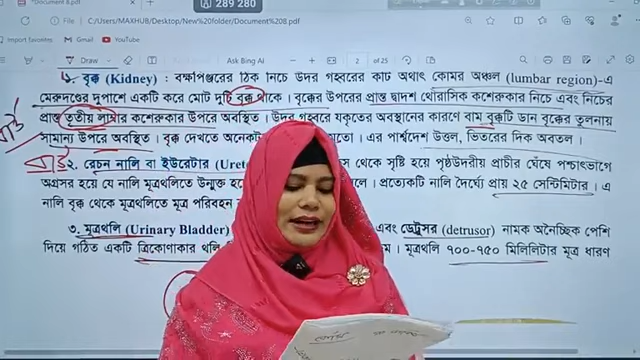 Document 8.pdf
289 280
File
C:/Users/MAXHUB/Desktop/New%20folder/Document%208.pdf
Import Favorites
Gmail
YouTube
Draw
Ask Bing AI
2
of 25
১. বৃক্ক (Kidney) : বক্ষপিঞ্জরের ঠিক নিচে উদর গহ্বরের কটি অর্থাৎ কোমর অঞ্চল (lumbar region)-এ
মেরুদণ্ডের দুপাশে একটি করে মোট দুটি বৃক্ক থাকে। বৃক্কের উপরের প্রান্ত দ্বাদশ থোরাসিক কশেরুকার নিচে এবং নিচের
প্রান্ত তৃতীয় লাম্বার কশেরুকার উপরে অবস্থিত। উদর গহ্বরে যকৃতের অবস্থানের কারণে বাম বৃক্কটি ডান বৃক্কের তুলনায়
সামান্য উপরে অবস্থিত। বৃক্ক দেখতে অনেকটা মতো। এর পার্শ্বদেশ উত্তল, ভিতরের দিক অবতল।
২. রেচন নালি বা ইউরেটার (Uret থেকে সৃষ্টি হয়ে পৃষ্ঠউদরীয় প্রাচীর ঘেঁষে পশ্চাৎভাগে
অগ্রসর হয়ে যে নালি মূত্রথলিতে উন্মুক্ত বলে। প্রত্যেকটি নালি দৈর্ঘ্যে প্রায় ২৫ সেন্টিমিটার। এ
নালি বৃক্ক থেকে মূত্রথলিতে মূত্র পরিবহন
৩. মূত্রথলি (Urinary Bladder) এবং ডেট্রুসর (detrusor) নামক অনৈচ্ছিক পেশি
দিয়ে গঠিত একটি ত্রিকোণাকার থলি ম। মূত্রথলি ৭০০-৭৫০ মিলিলিটার মূত্র ধারণ